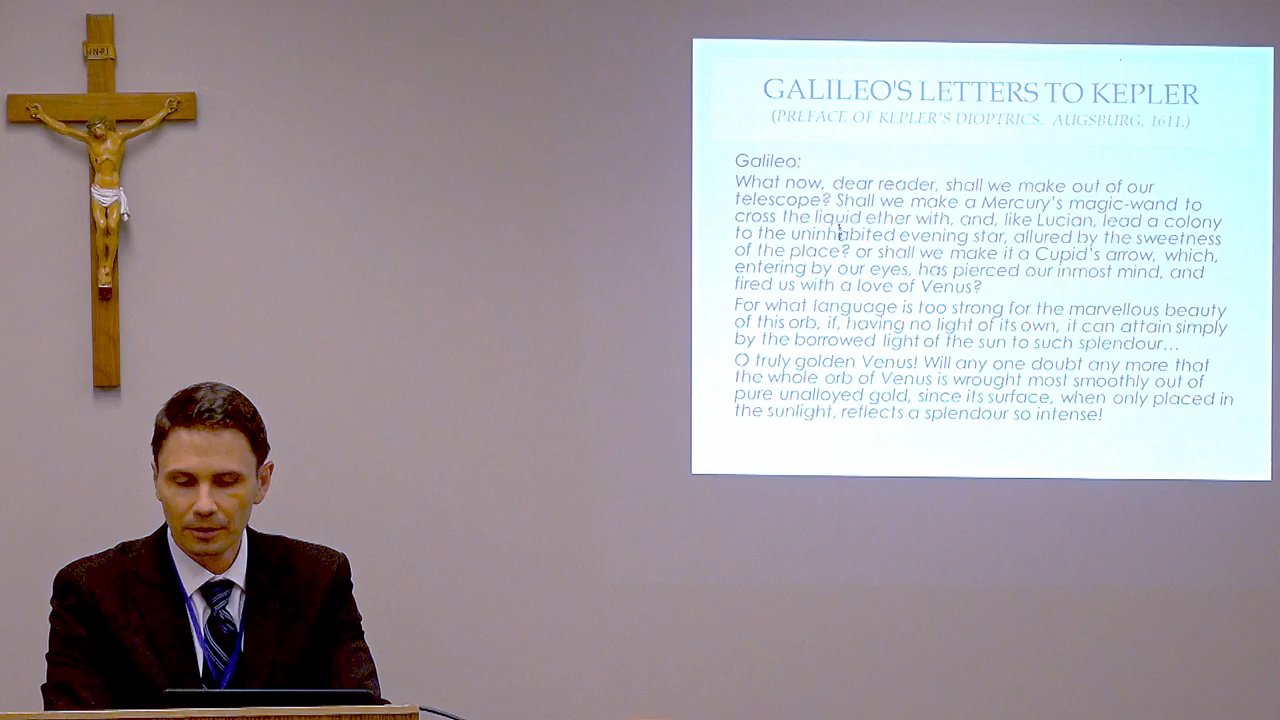 INRI
GALILEO'S LETTERS TO KEPLER
(PREFACE OF KEPLER'S DIOPTRICS. AUGSBURG, 1611.)
Galileo:
What now, dear reader, shall we make out of our
telescope? Shall we make a Mercury's magic-wand to
cross the liquid ether with, and, like Lucian, lead a colony
to the uninhabited evening star, allured by the sweetness
of the place? or shall we make it a Cupid's arrow, which,
entering by our eyes, has pierced our inmost mind, and
fired us with a love of Venus?
For what language is too strong for the marvellous beauty
of this orb, if, having no light of its own, it can attain simply
by the borrowed light of the sun to such splendour...
O truly golden Venus! Will any one doubt any more that
the whole orb of Venus is wrought most smoothly out of
pure unalloyed gold, since its surface, when only placed in
the sunlight, reflects a splendour so intense!